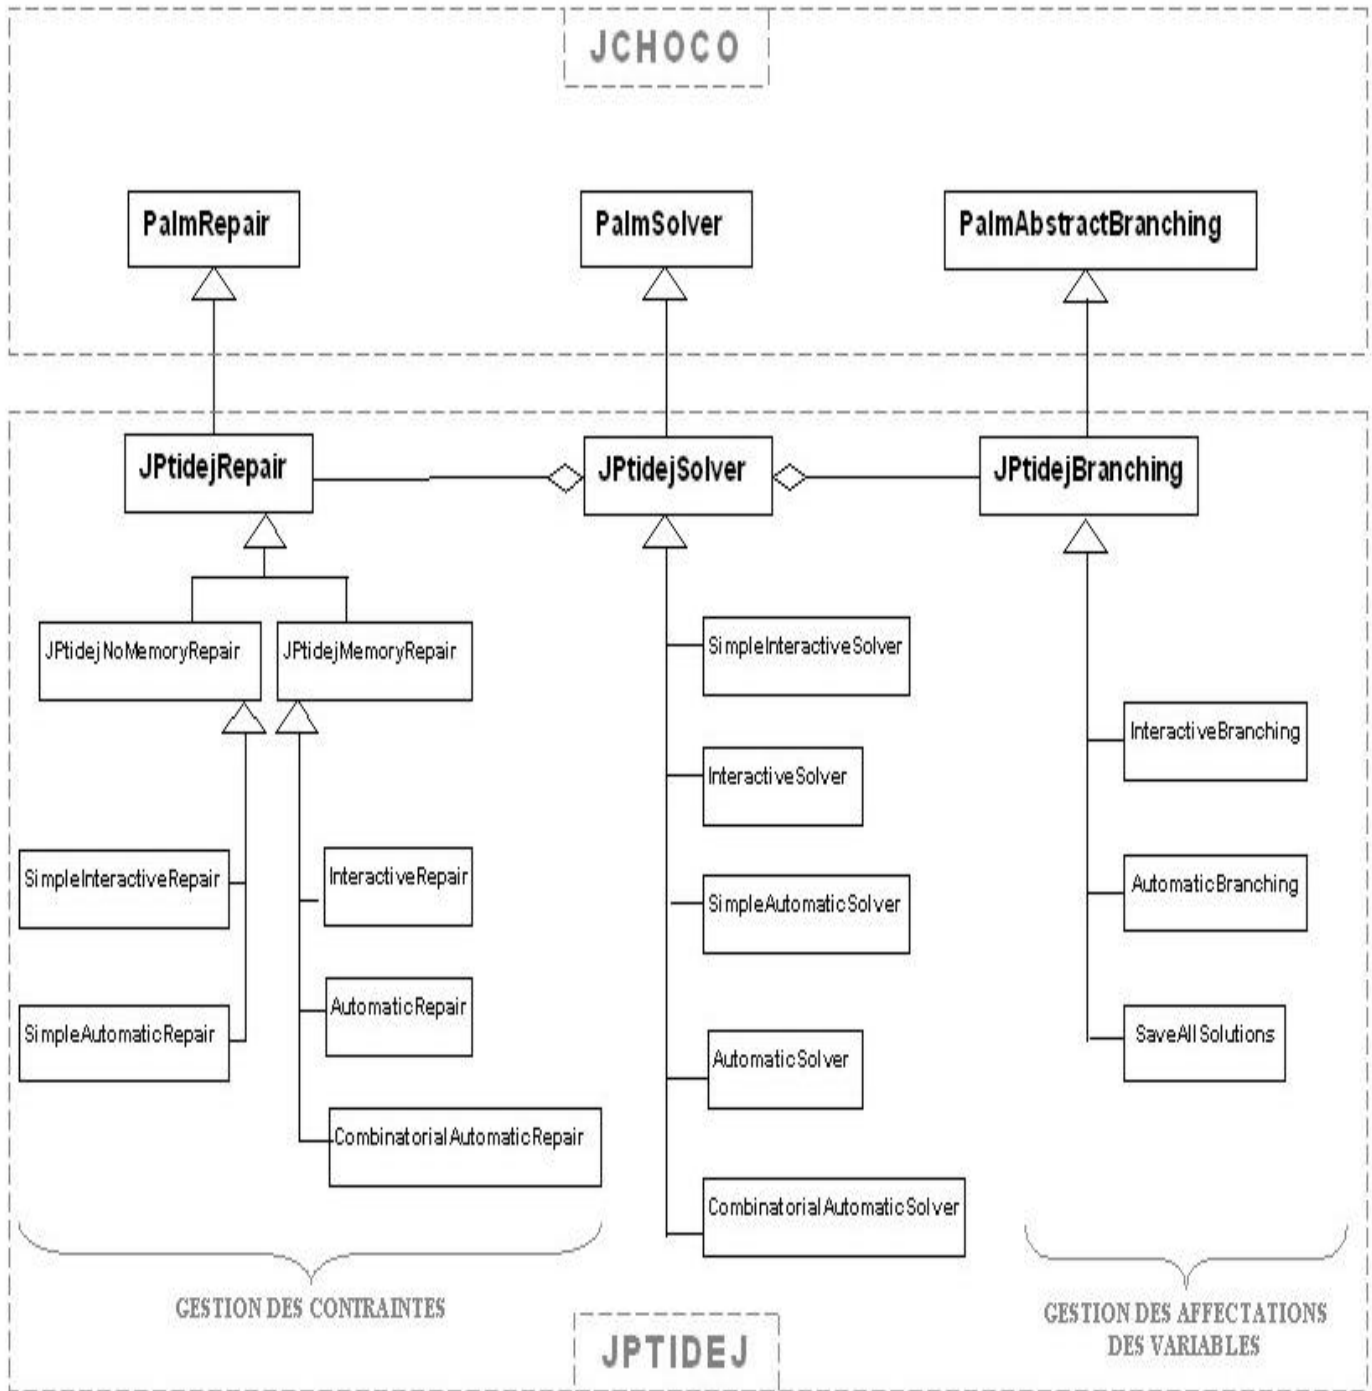 JCHOCO
PalmRepair
PalmSolver
PalmAbstractBranching
JPtidejRepair
JPtidejSolver
JPtidejBranching
JPtidejNoMemoryRepair
JPtidejMemoryRepair
SimpleInteractiveSolver
InteractiveBranching
InteractiveSolver
SimpleInteractiveRepair
InteractiveRepair
SimpleAutomaticSolver
AutomaticBranching
SimpleAutomaticRepair
AutomaticRepair
AutomaticSolver
SaveAllSolutions
CombinatorialAutomaticRepair
CombinatorialAutomaticSolver
GESTION DES CONTRAINTES
GESTION DES AFFECTATIONS
DES VARIABLES
JPTIDEJ